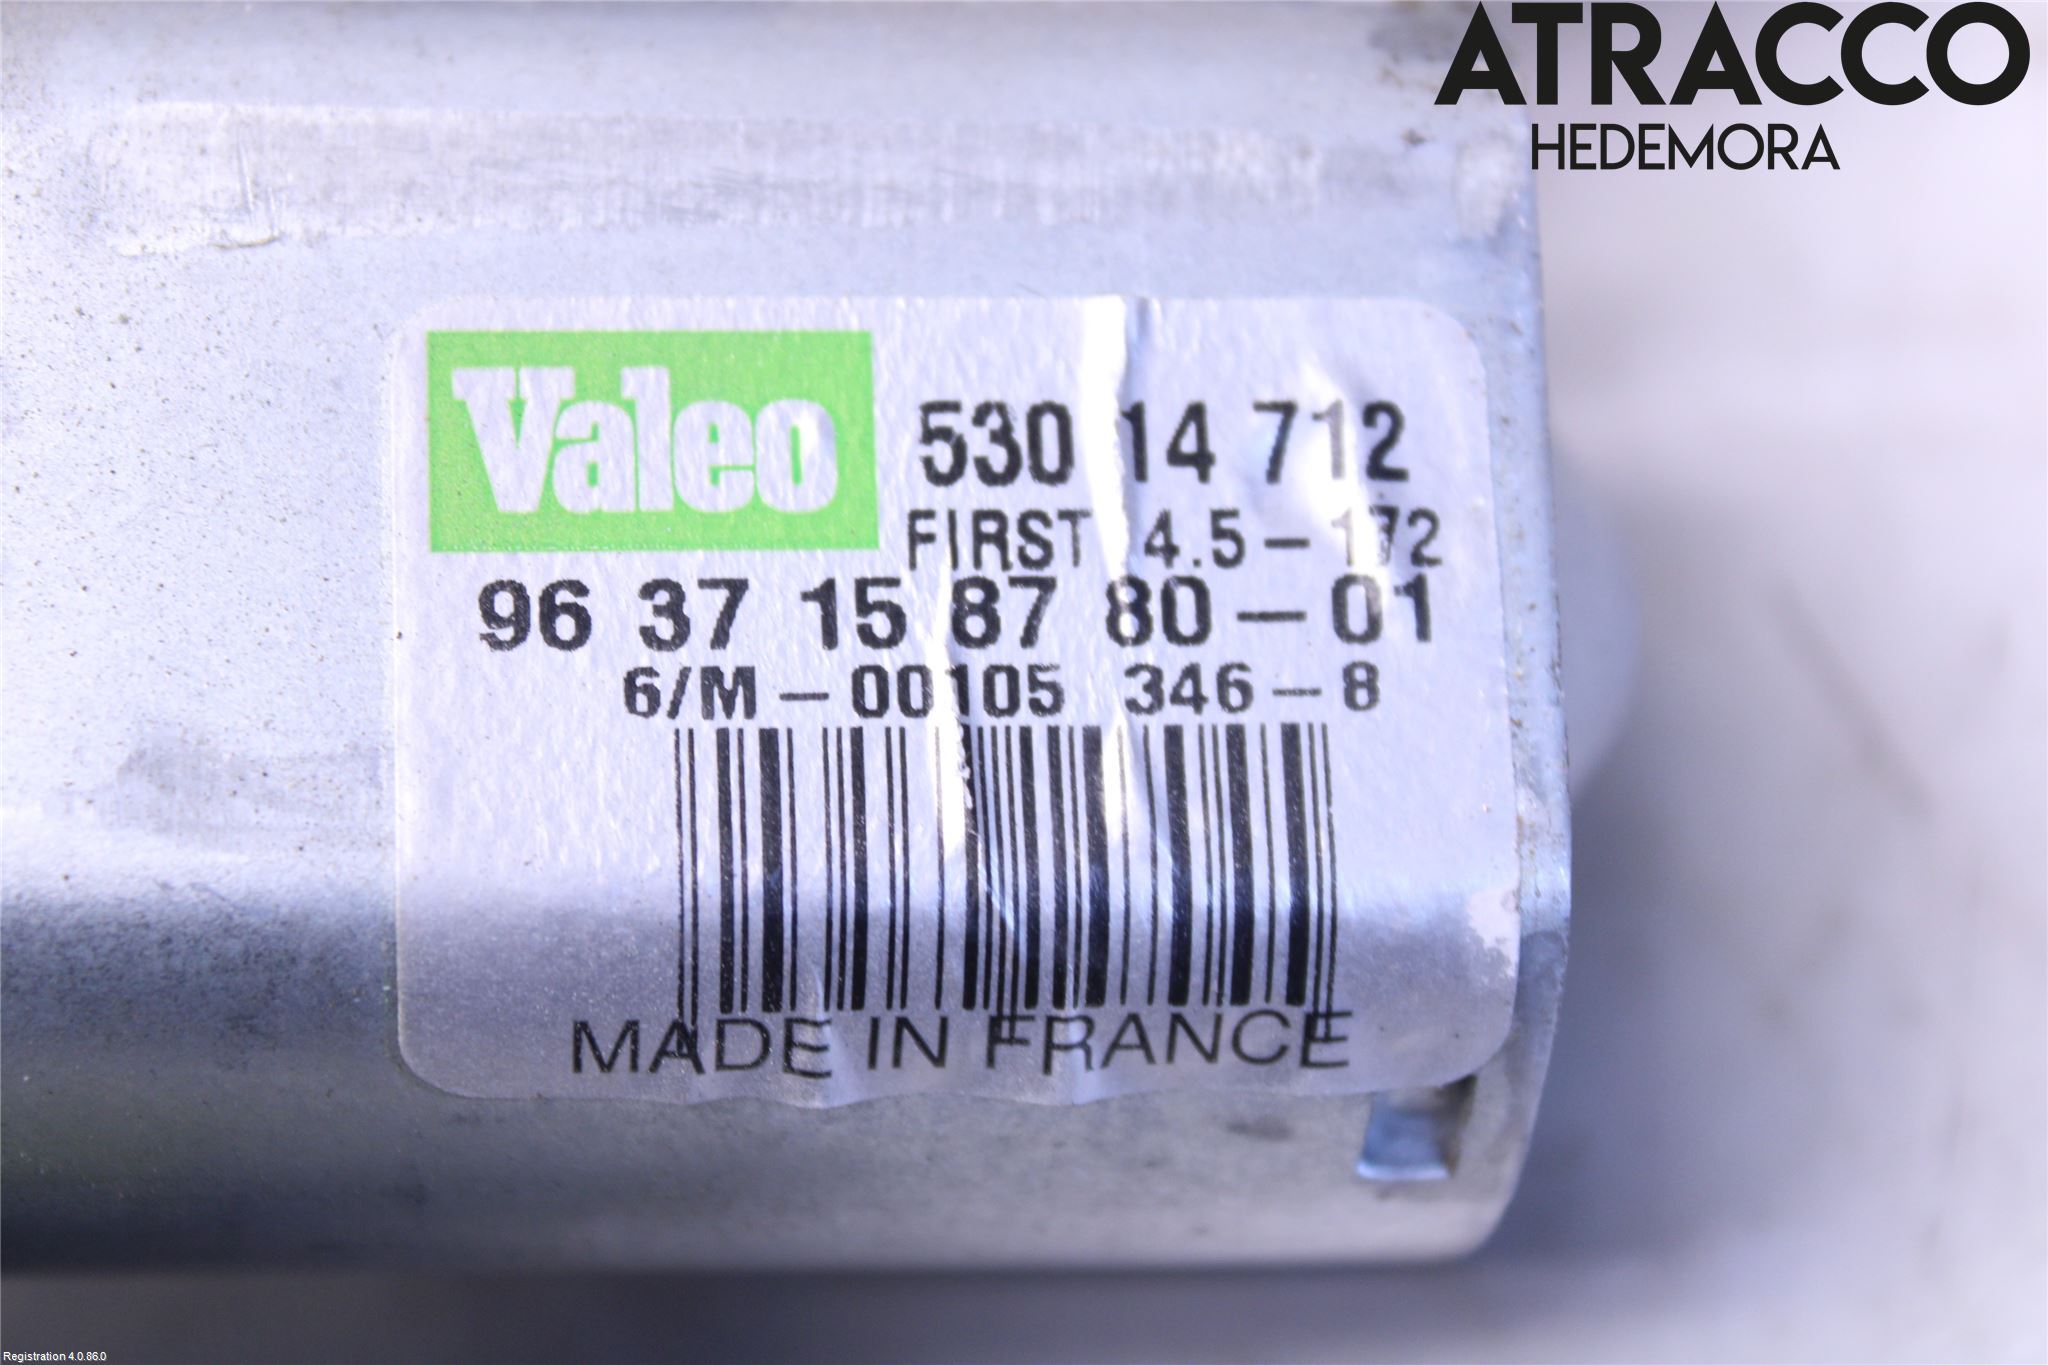 ATRACCO
HEDEMORA
Valeo
530 14 712
FIRST 4.5-172
96 37 15 87 80-01
6/M-00105 346-8
MADE IN FRANCE
Registration 4.0.86.0